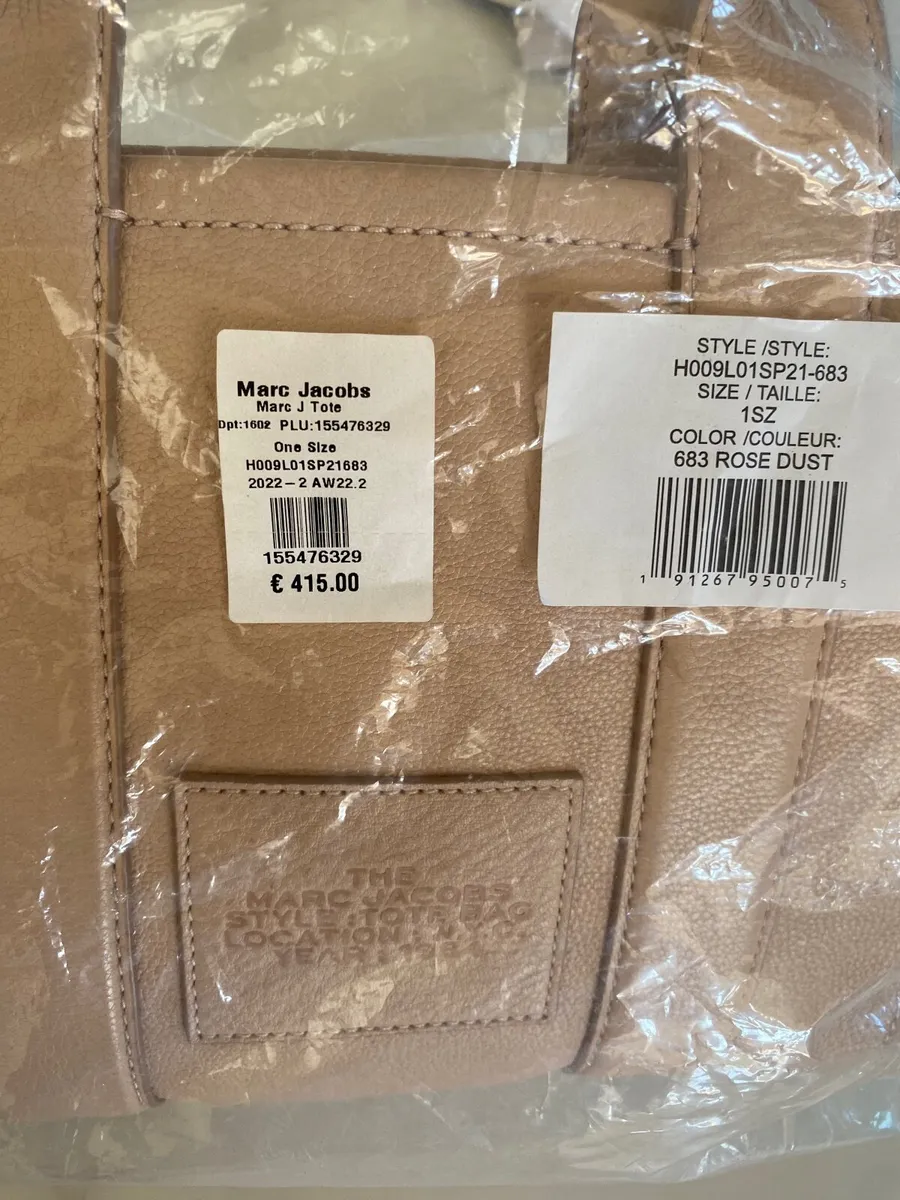 Marc Jacobs
Marc J Tote
Dpt:1602 PLU:155476329
One Size
H009L01SP21683
2022-2 AW22.2
155476329
€ 415.00
STYLE /STYLE:
H009L01SP21-683
SIZE / TAILLE:
1SZ
COLOR /COULEUR:
683 ROSE DUST
1 91267 95007 5
THE
MARC JACOBS
STYLE : TOTE BAG
LOCATION
YEAR